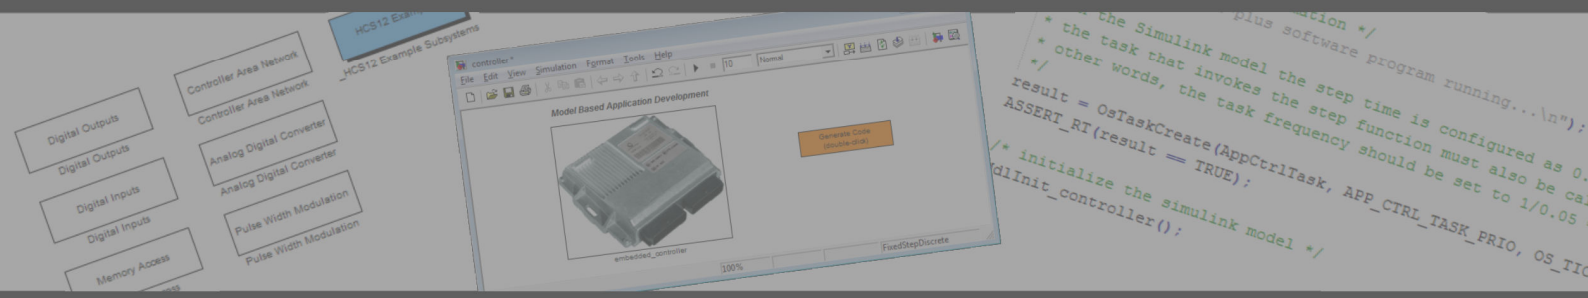 HCS12 Exam
_HCS12 Example Subsystems
Controller Area Network
Controller Area Network
Digital Outputs
Digital Outputs
Analog Digital Converter
Analog Digital Converter
Digital Inputs
Digital Inputs
Pulse Width Modulation
Pulse Width Modulation
Memory Access
controller *
File Edit View Simulation Format Tools Help
10 Normal
Model Based Application Development
Generate Code
(double-click)
embedded_controller
100% FixedStepDiscrete
*/
plus software program running...\n");
* the Simulink model the step time is configured as 0.
* the task that invokes the step function must also be
* other words, the task frequency should be set to 1/0.05
*/
result = OsTaskCreate(AppCtrlTask, APP_CTRL_TASK_PRIO, OS_TIC
ASSERT_RT(result == TRUE);
/* initialize the simulink model */
dlInit_controller();